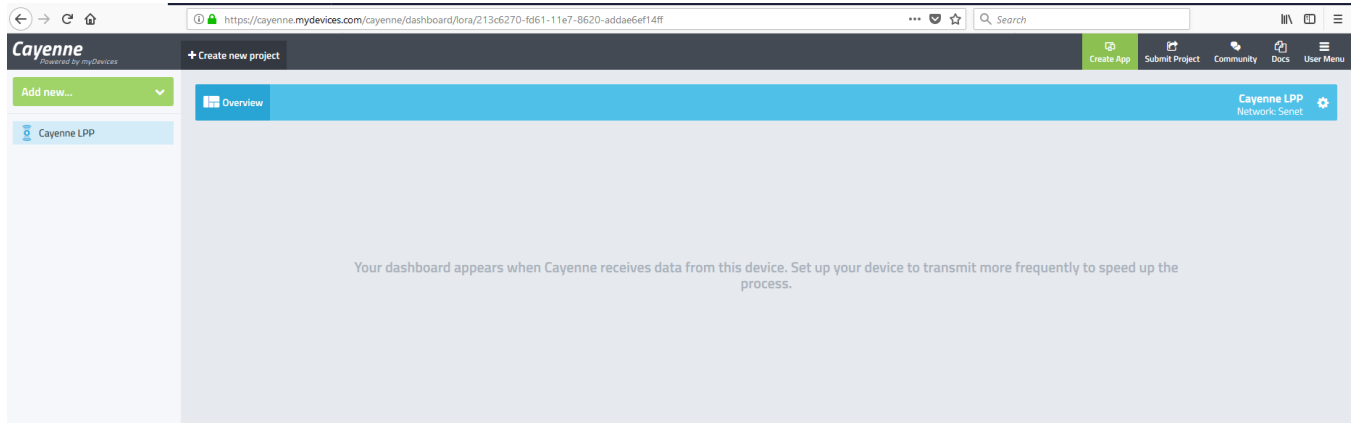 https://cayenne.mydevices.com/cayenne/dashboard/lora/213c6270-fd61-11e7-8620-addae6ef14ff
Search
Cayenne
Powered by myDevices
+ Create new project
Create App
Submit Project
Community
Docs
User Menu
Add new...
Overview
Cayenne LPP
Network: Senet
Cayenne LPP
Your dashboard appears when Cayenne receives data from this device. Set up your device to transmit more frequently to speed up the
process.